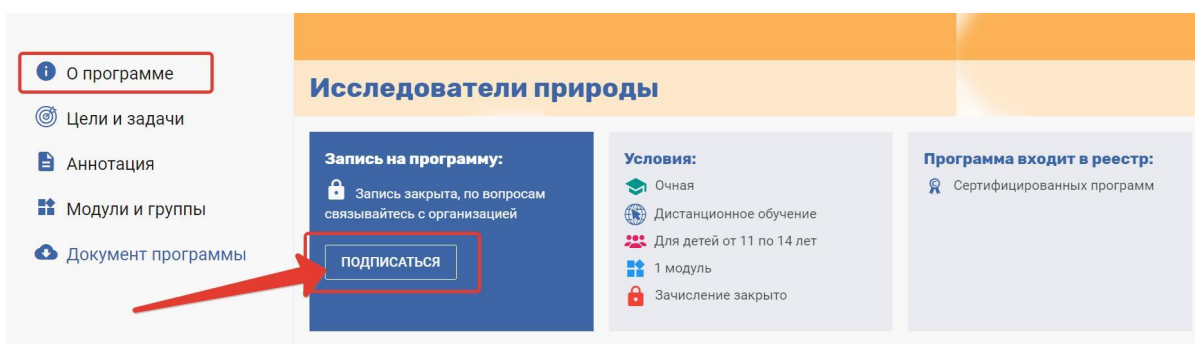 О программе
Цели и задачи
Аннотация
Модули и группы
Документ программы
Исследователи природы
Запись на программу:
Запись закрыта, по вопросам
связывайтесь с организацией
ПОДПИСАТЬСЯ
Условия:
Очная
Дистанционное обучение
Для детей от 11 по 14 лет
1 модуль
Зачисление закрыто
Программа входит в реестр:
Сертифицированных программ